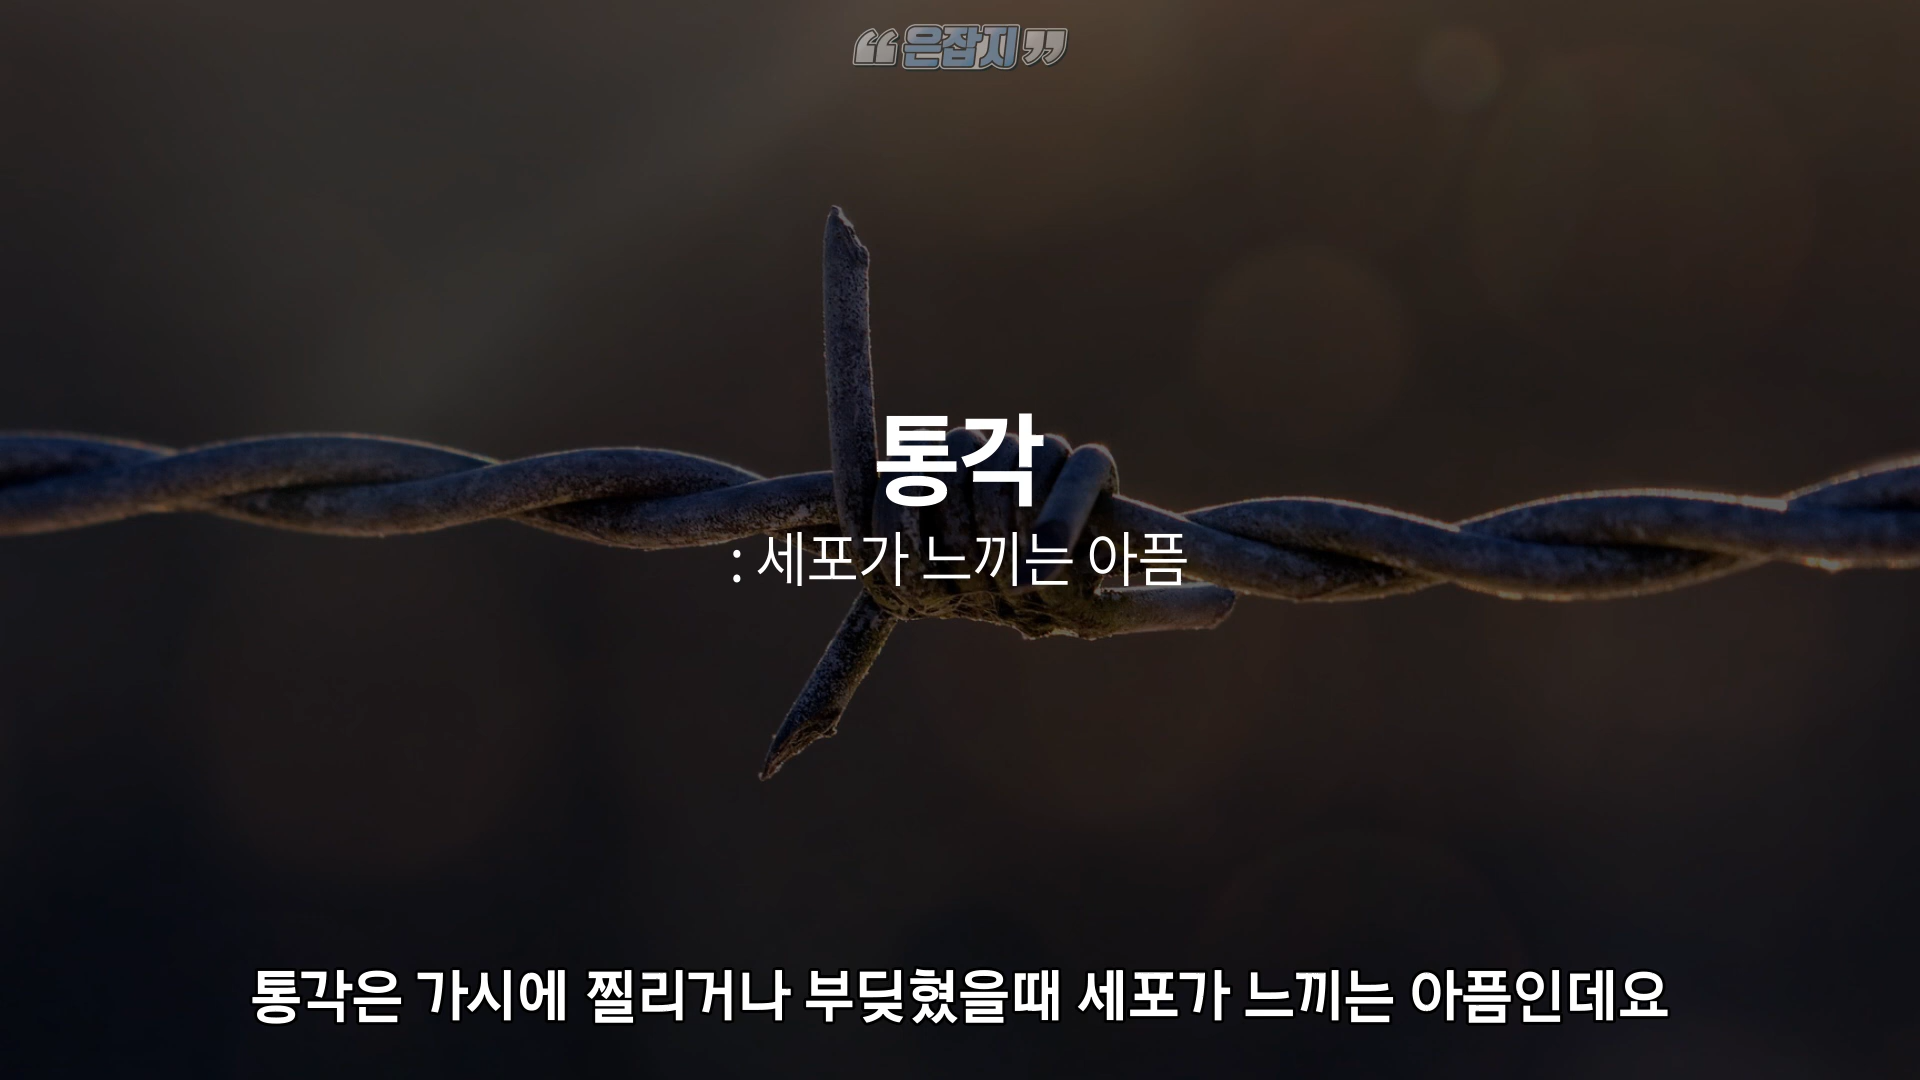 “은잡지”
통각
: 세포가 느끼는 아픔
통각은 가시에 찔리거나 부딪혔을때 세포가 느끼는 아픔인데요